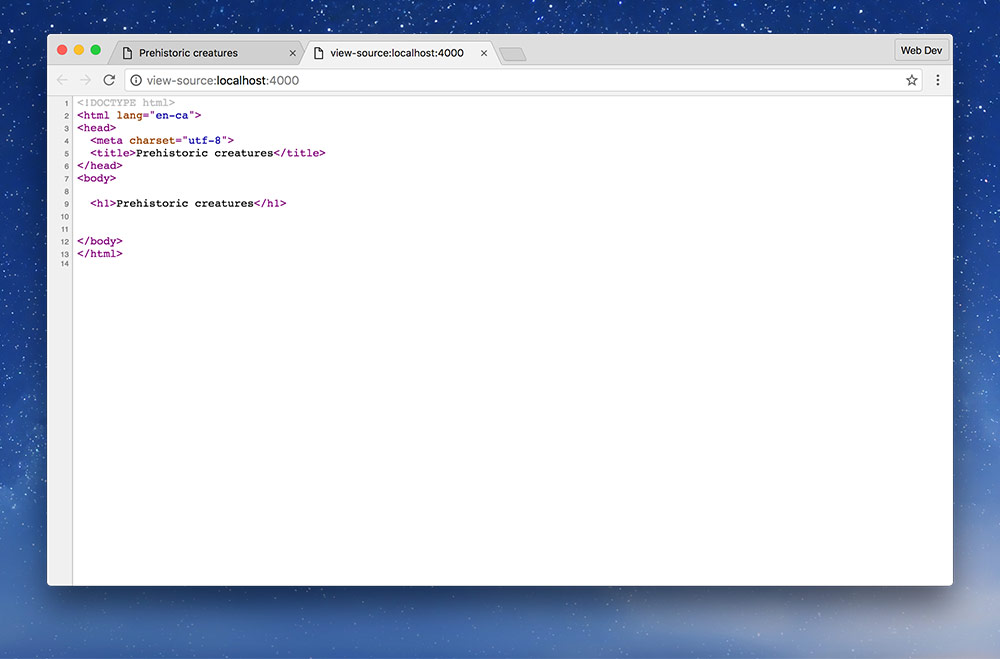 Prehistoric creatures
view-source:localhost:4000
Web Dev
view-source:localhost:4000
1 <!DOCTYPE html>
2 <html lang="en-ca">
3 <head>
4   <meta charset="utf-8">
5   <title>Prehistoric creatures</title>
6 </head>
7 <body>
8
9   <h1>Prehistoric creatures</h1>
10
11
12 </body>
13 </html>
14